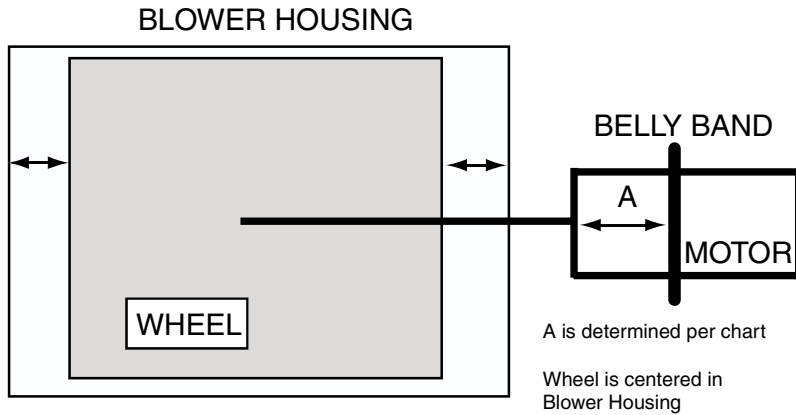 BLOWER HOUSING
BELLY BAND
A
MOTOR
WHEEL
A is determined per chart
Wheel is centered in
Blower Housing